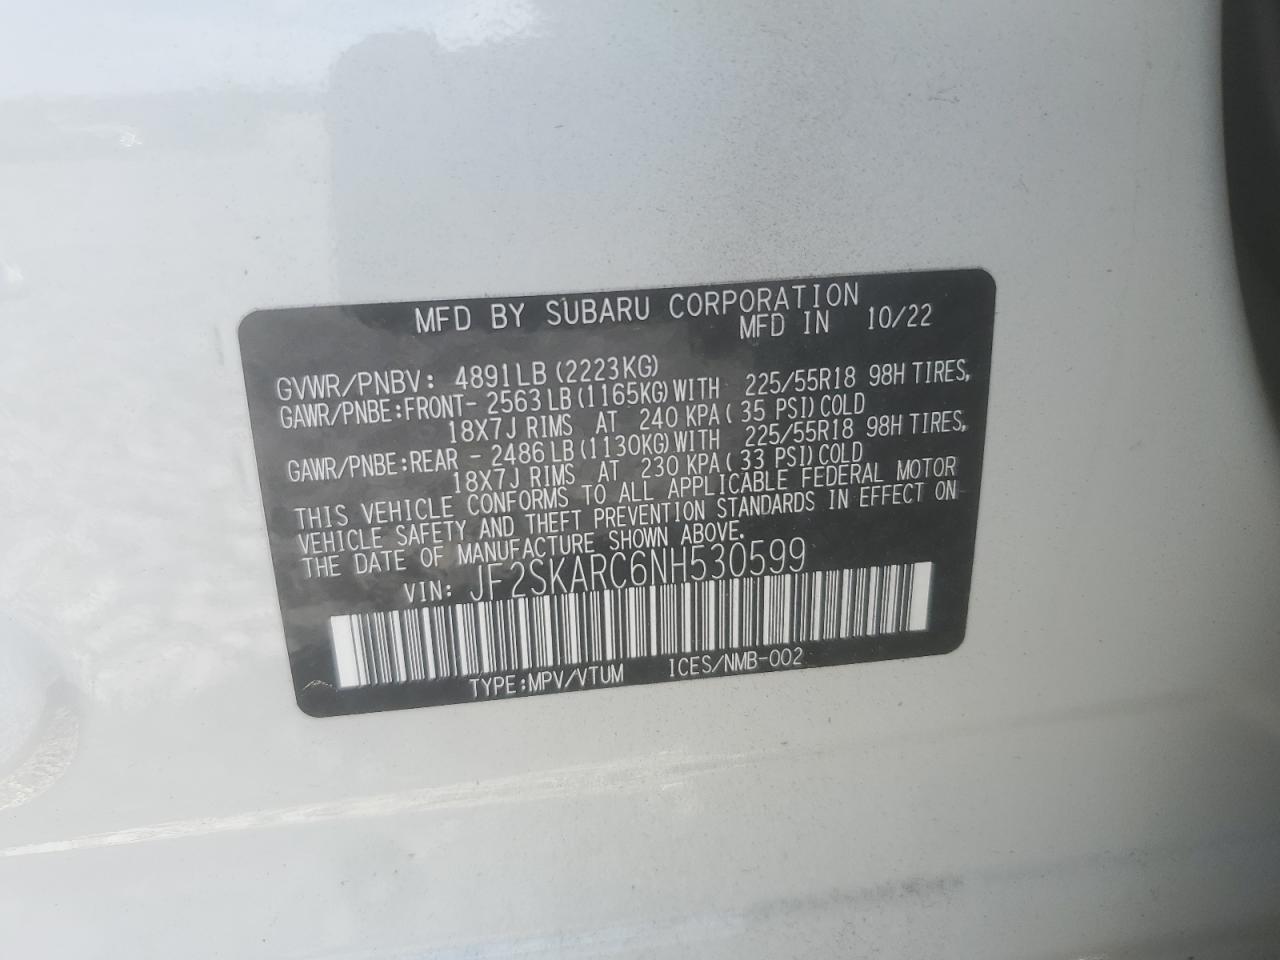 MFD BY SUBARU CORPORATION
MFD IN 10/22
GVWR/PNBV: 4891LB (2223KG)
GAWR/PNBE:FRONT- 2563LB (1165KG) WITH 225/55R18 98H TIRES,
18X7J RIMS AT 240 KPA( 35 PSI) COLD
GAWR/PNBE:REAR - 2486LB (1130KG) WITH 225/55R18 98H TIRES,
18X7J RIMS AT 230 KPA( 33 PSI) COLD
THIS VEHICLE CONFORMS TO ALL APPLICABLE FEDERAL MOTOR
VEHICLE SAFETY AND THEFT PREVENTION STANDARDS IN EFFECT ON
THE DATE OF MANUFACTURE SHOWN ABOVE.
VIN: JF2SKARC6NH530599
TYPE:MPV/VTUM ICES/NMB-002